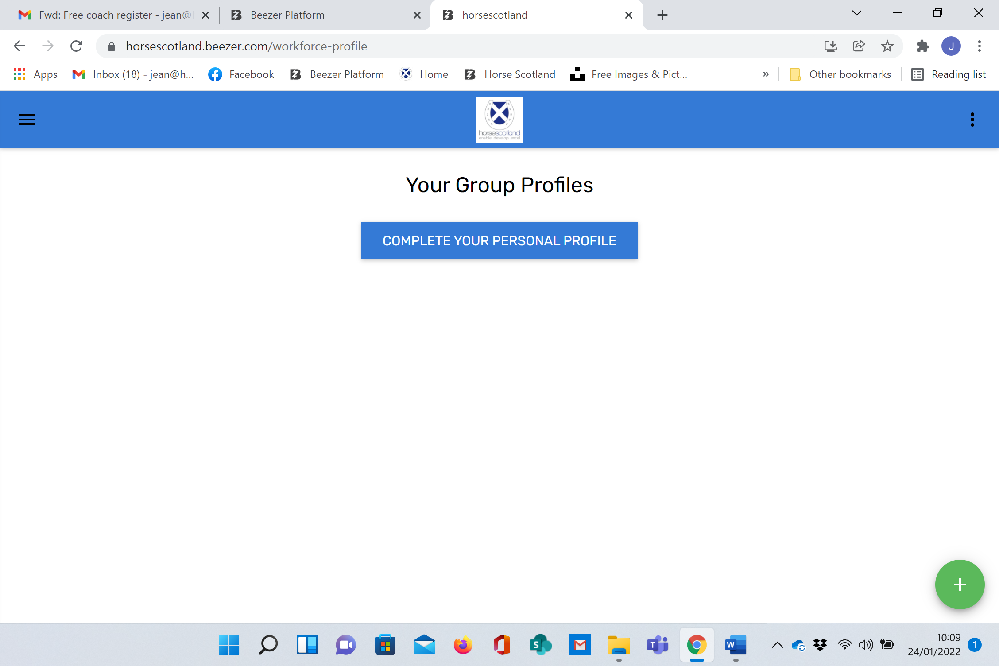 Fwd: Free coach register - jean@
Beezer Platform
horsescotland
horsescotland.beezer.com/workforce-profile
J
Apps
Inbox (18) - jean@h...
Facebook
Beezer Platform
Home
Horse Scotland
Free Images & Pict...
»
Other bookmarks
Reading list
horsescotland
enable develop excel
Your Group Profiles
COMPLETE YOUR PERSONAL PROFILE
+
10:09
24/01/2022
1